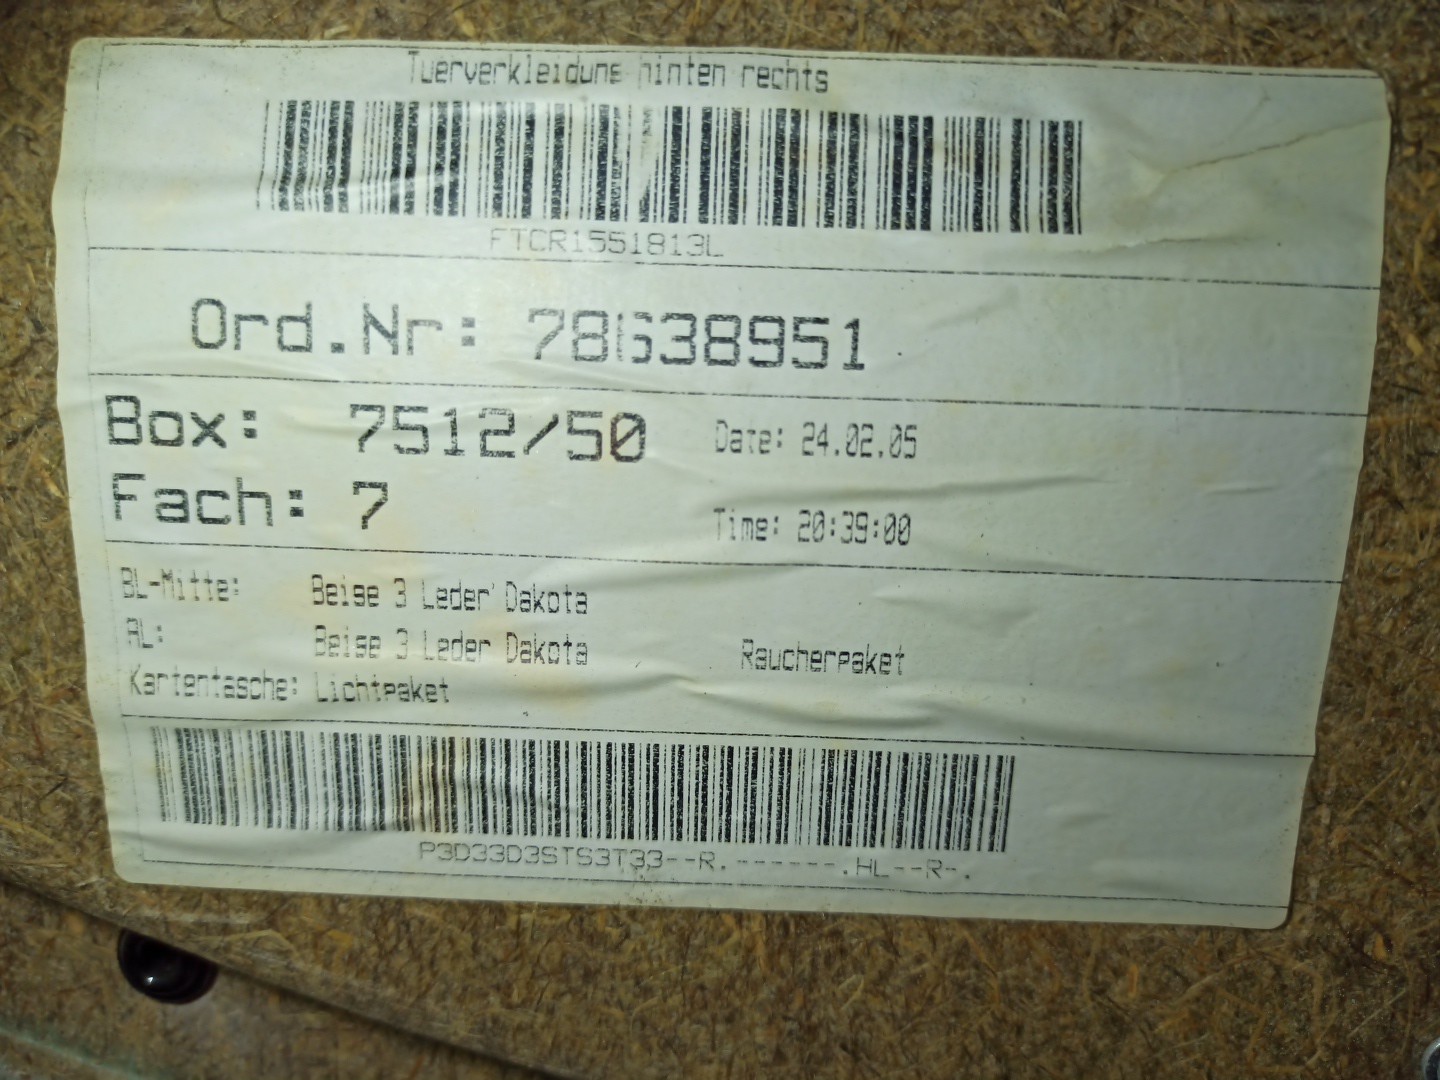 Tuerverkleidung hinten rechts
FTCR1551813L
Ord.Nr: 78638951
Box: 7512/50
Date: 24.02.05
Fach: 7
Time: 20:39:00
BL-Mitte: Beige 3 Leder Dakota
AL: Beige 3 Leder Dakota Raucherpaket
Kartentasche: Lichtpaket
P3D33D3STS3T33--R.------.HL--R-.